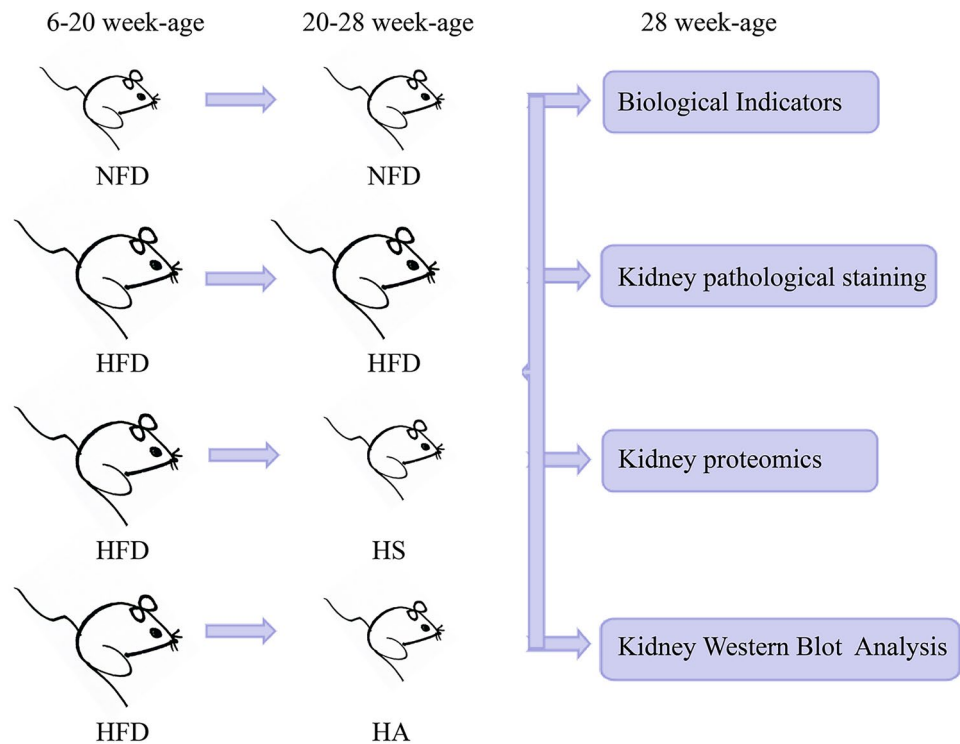 6-20 week-age
20-28 week-age
28 week-age
NFD
NFD
HFD
HFD
HFD
HS
HFD
HA
Biological Indicators
Kidney pathological staining
Kidney proteomics
Kidney Western Blot Analysis